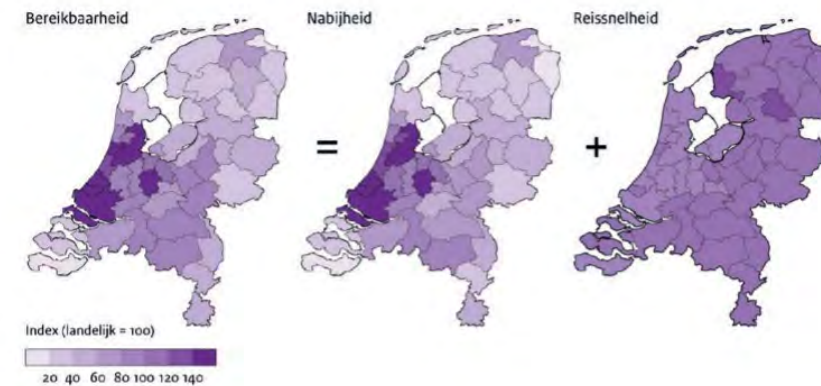 Bereikbaarheid
Nabijheid
Reissnelheid
=
+
Index (landelijk = 100)
20 40 60 80 100 120 140